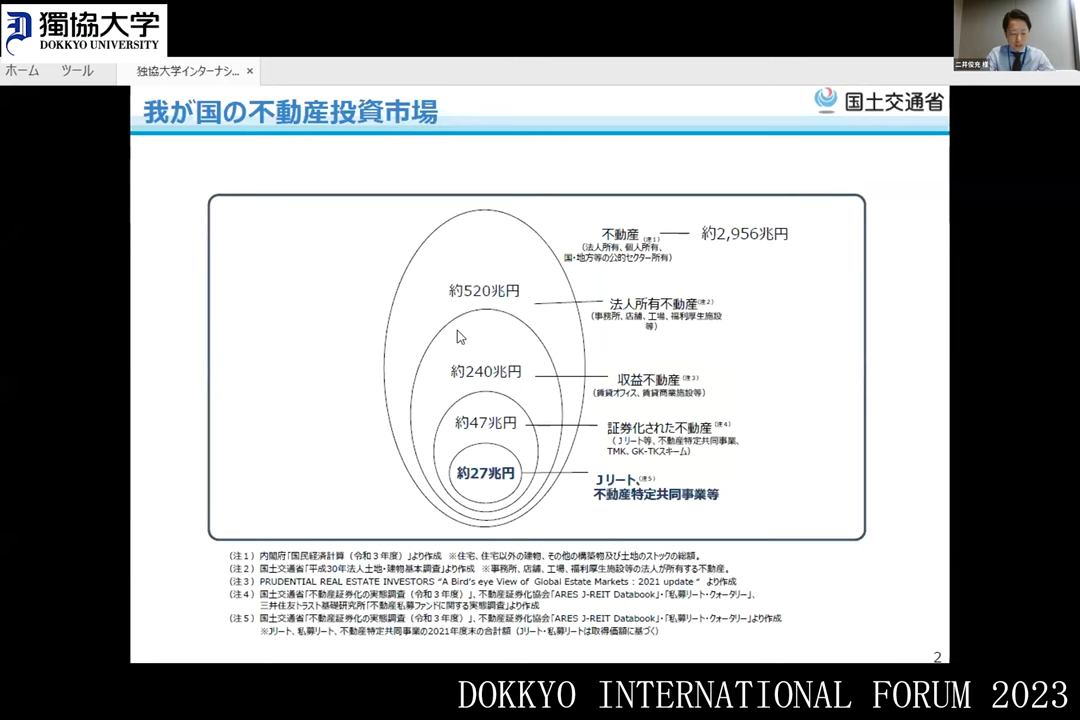 獨協大学
DOKKYO UNIVERSITY
ホーム ツール 独協大学インターナシ... ×
二井俊充 様
我が国の不動産投資市場
国土交通省
不動産(注1) 約2,956兆円
(法人所有、個人所有、
国・地方等の公的セクター所有)
約520兆円
法人所有不動産(注2)
(事務所、店舗、工場、福利厚生施設
等)
約240兆円
収益不動産(注3)
(賃貸オフィス、賃貸商業施設等)
約47兆円
証券化された不動産(注4)
(Jリート等、不動産特定共同事業、
TMK、GK-TKスキーム)
約27兆円
Jリート、(注5)
不動産特定共同事業等
(注1) 内閣府「国民経済計算(令和3年度)」より作成 ※住宅、住宅以外の建物、その他の構築物及び土地のストックの総額。
(注2) 国土交通省「平成30年法人土地・建物基本調査」より作成 ※事務所、店舗、工場、福利厚生施設等の法人が所有する不動産。
(注3) PRUDENTIAL REAL ESTATE INVESTORS “A Bird’s eye View of Global Estate Markets : 2021 update “ より作成
(注4) 国土交通省「不動産証券化の実態調査(令和3年度)」、不動産証券化協会「ARES J-REIT Databook」・「私募リート・クォータリー」、
三井住友トラスト基礎研究所「不動産私募ファンドに関する実態調査」より作成
(注5) 国土交通省「不動産証券化の実態調査(令和3年度)」、不動産証券化協会「ARES J-REIT Databook」・「私募リート・クォータリー」より作成
※Jリート、私募リート、不動産特定共同事業の2021年度末の合計額(Jリート・私募リートは取得価額に基づく)
2
DOKKYO INTERNATIONAL FORUM 2023